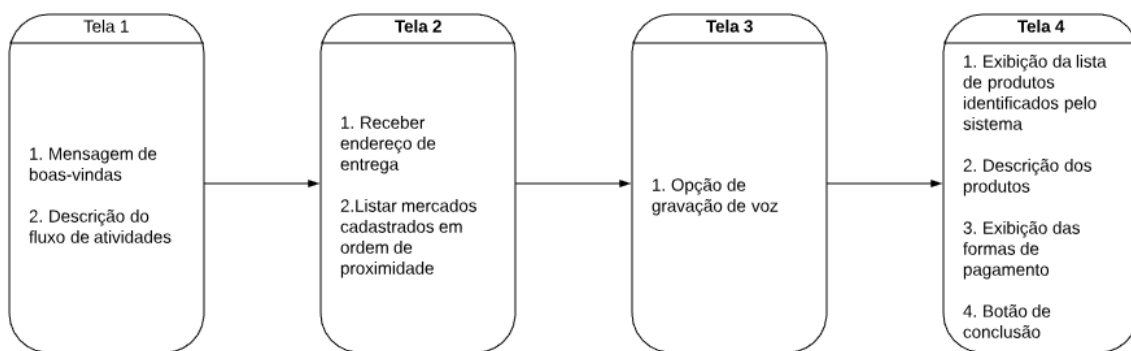 Tela 1
1. Mensagem de
boas-vindas
2. Descrição do
fluxo de atividades
Tela 2
1. Receber
endereço de
entrega
2.Listar mercados
cadastrados em
ordem de
proximidade
Tela 3
1. Opção de
gravação de voz
Tela 4
1. Exibição da lista
de produtos
identificados pelo
sistema
2. Descrição dos
produtos
3. Exibição das
formas de
pagamento
4. Botão de
conclusão